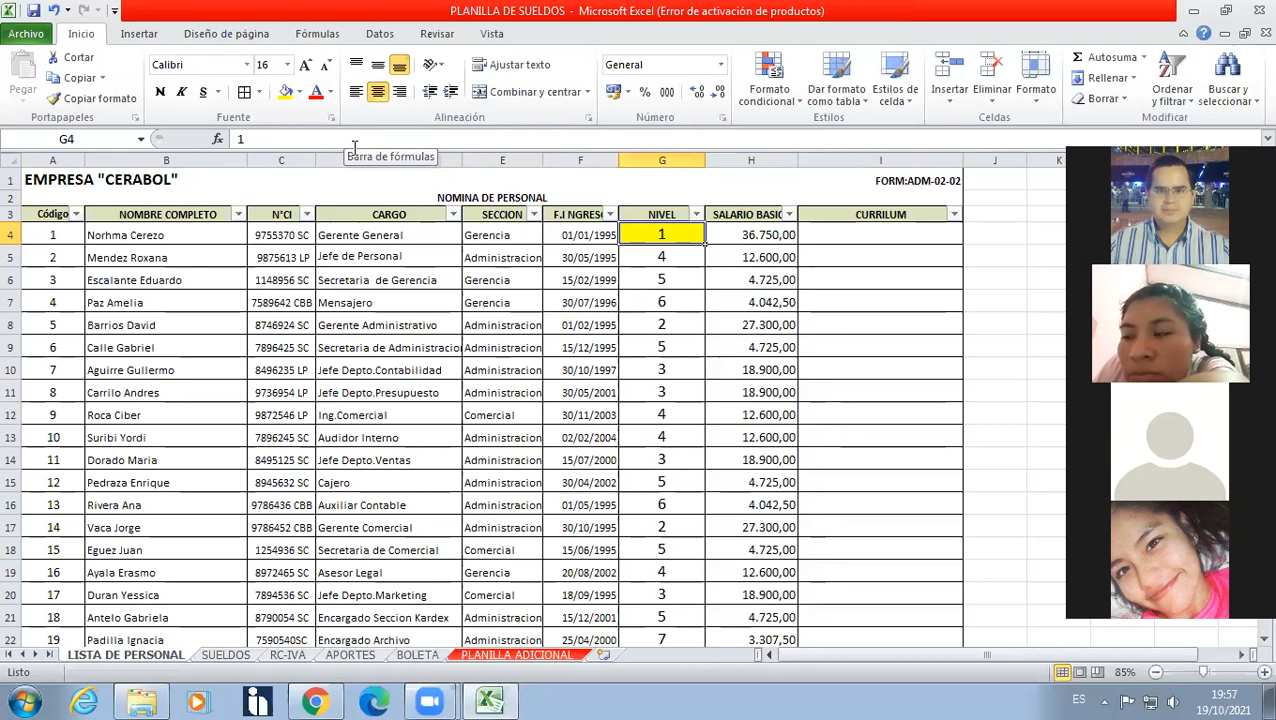 PLANILLA DE SUELDOS - Microsoft Excel (Error de activación de productos)
Archivo Inicio Insertar Diseño de página Fórmulas Datos Revisar Vista
Cortar Calibri 16 Ajustar texto General Autosuma
Copiar Rellenar
Pegar Copiar formato N K S Combinar y centrar % 000 Formato condicional Dar formato como tabla Estilos de celda Insertar Eliminar Formato Borrar Ordenar y filtrar Buscar y seleccionar
Portapapeles Fuente Alineación Número Estilos Celdas Modificar
G4 fx 1
Barra de fórmulas
A B C D E F G H I J K
1 EMPRESA "CERABOL" FORM:ADM-02-02
2 NOMINA DE PERSONAL
3 Código NOMBRE COMPLETO N°CI CARGO SECCION F.I NGRESO NIVEL SALARIO BASIC CURRILUM
4 1 Norhma Cerezo 9755370 SC Gerente General Gerencia 01/01/1995 1 36.750,00
5 2 Mendez Roxana 9875613 LP Jefe de Personal Administracion 30/05/1995 4 12.600,00
6 3 Escalante Eduardo 1148956 SC Secretaria de Gerencia Gerencia 15/02/1999 5 4.725,00
7 4 Paz Amelia 7589642 CBB Mensajero Gerencia 30/07/1996 6 4.042,50
8 5 Barrios David 8746924 SC Gerente Administrativo Administracion 01/02/1995 2 27.300,00
9 6 Calle Gabriel 7896425 SC Secretaria de Administracion Administracion 15/12/1995 5 4.725,00
10 7 Aguirre Guillermo 8496235 LP Jefe Depto.Contabilidad Administracion 30/10/1997 3 18.900,00
11 8 Carrilo Andres 9736954 LP Jefe Depto.Presupuesto Administracion 30/05/2001 3 18.900,00
12 9 Roca Ciber 9872546 LP Ing.Comercial Comercial 30/11/2003 4 12.600,00
13 10 Suribi Yordi 7896245 SC Audidor Interno Administracion 02/02/2004 4 12.600,00
14 11 Dorado Maria 8495125 SC Jefe Depto.Ventas Administracion 15/07/2000 3 18.900,00
15 12 Pedraza Enrique 8945632 SC Cajero Administracion 30/04/2002 5 4.725,00
16 13 Rivera Ana 9786436 CBB Auxiliar Contable Administracion 01/05/1995 6 4.042,50
17 14 Vaca Jorge 9786452 CBB Gerente Comercial Administracion 30/10/1995 2 27.300,00
18 15 Eguez Juan 1254936 SC Secretaria de Comercial Comercial 15/06/1995 5 4.725,00
19 16 Ayala Erasmo 8972465 SC Asesor Legal Gerencia 20/08/2002 4 12.600,00
20 17 Duran Yessica 8965742 SC Jefe Depto.Marketing Comercial 18/09/1995 3 18.900,00
21 18 Antelo Gabriela 8790054 SC Encargado Seccion Kardex Administracion 15/12/2001 5 4.725,00
22 19 Padilla Ignacia 7590540SC Encargado Archivo Administracion 25/04/2000 7 3.307,50
LISTA DE PERSONAL SUELDOS RC-IVA APORTES BOLETA PLANILLA ADICIONAL
Listo 85%
ES 19:57
19/10/2021